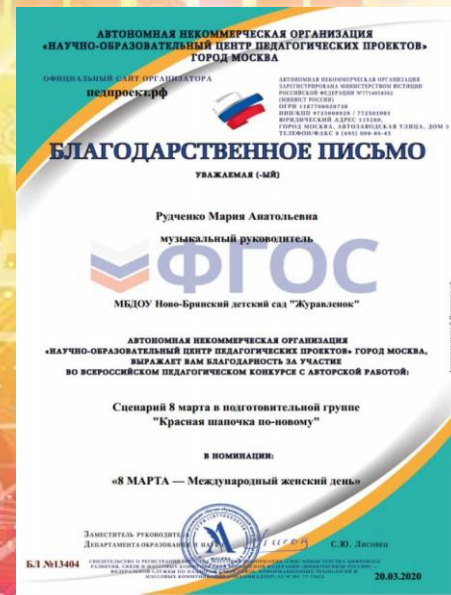 АВТОНОМНАЯ НЕКОММЕРЧЕСКАЯ ОРГАНИЗАЦИЯ
«НАУЧНО-ОБРАЗОВАТЕЛЬНЫЙ ЦЕНТР ПЕДАГОГИЧЕСКИХ ПРОЕКТОВ»
ГОРОД МОСКВА
ОФИЦИАЛЬНЫЙ САЙТ ОРГАНИЗАТОРА
педпроект.рф
АВТОНОМНАЯ НЕКОММЕРЧЕСКАЯ ОРГАНИЗАЦИЯ
ЗАРЕГИСТРИРОВАНА МИНИСТЕРСТВОМ ЮСТИЦИИ
РОССИЙСКОЙ ФЕДЕРАЦИИ
(МИНЮСТ РОССИИ)
ЮРИДИЧЕСКИЙ АДРЕС
ГОРОД МОСКВА, АВТОЗАВОДСКАЯ УЛИЦА, ДОМ
ТЕЛЕФОН/ФАКС
БЛАГОДАРСТВЕННОЕ ПИСЬМО
УВАЖАЕМАЯ (-ЫЙ)
Рудченко Мария Анатольевна
музыкальный руководитель
ФГОС
МБДОУ Ново-Брянский детский сад "Журавленок"
АВТОНОМНАЯ НЕКОММЕРЧЕСКАЯ ОРГАНИЗАЦИЯ
«НАУЧНО-ОБРАЗОВАТЕЛЬНЫЙ ЦЕНТР ПЕДАГОГИЧЕСКИХ ПРОЕКТОВ» ГОРОД МОСКВА,
ВЫРАЖАЕТ ВАМ БЛАГОДАРНОСТЬ ЗА УЧАСТИЕ
ВО ВСЕРОССИЙСКОМ ПЕДАГОГИЧЕСКОМ КОНКУРСЕ С АВТОРСКОЙ РАБОТОЙ:
Сценарий 8 марта в подготовительной группе
"Красная шапочка по-новому"
В НОМИНАЦИИ:
«8 МАРТА — Международный женский день»
ЗАМЕСТИТЕЛЬ РУКОВОДИТЕЛЯ
ДЕПАРТАМЕНТА ОБРАЗОВАНИЯ И
С.Ю. ЛИСОВЕЦ
БЛ №13404
20.03.2020